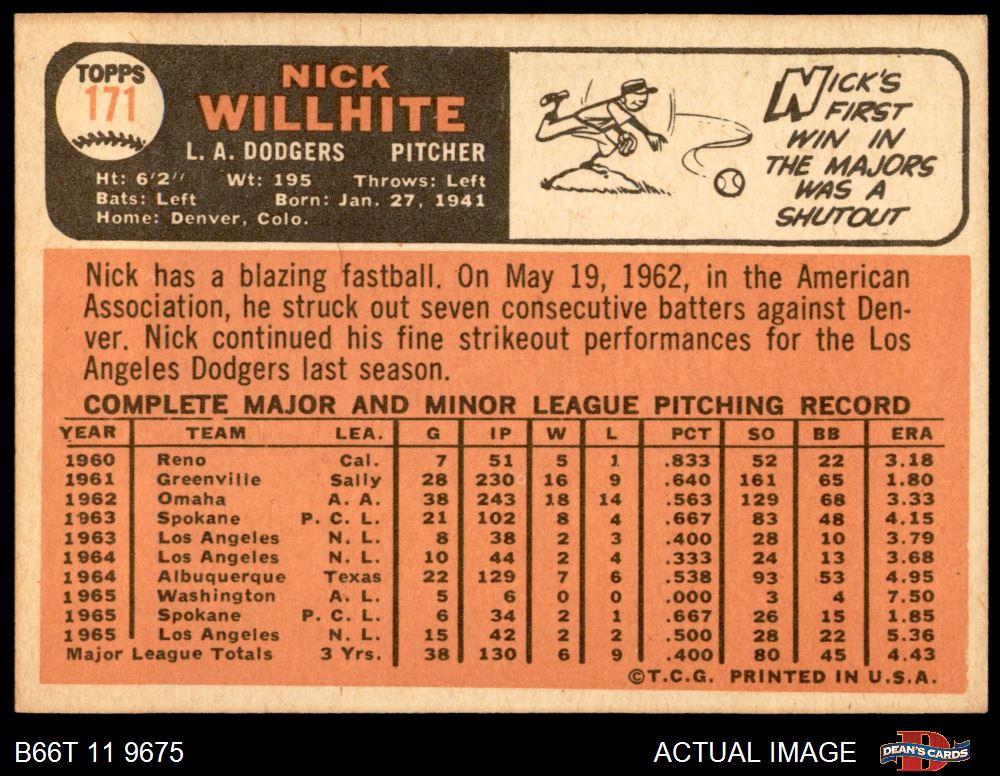 TOPPS
171
NICK
WILLHITE
L. A. DODGERS PITCHER
Ht: 6'2" Wt: 195 Throws: Left
Bats: Left Born: Jan. 27, 1941
Home: Denver, Colo.
NICK'S
FIRST
WIN IN
THE MAJORS
WAS A
SHUTOUT
Nick has a blazing fastball. On May 19, 1962, in the American
Association, he struck out seven consecutive batters against Den-
ver. Nick continued his fine strikeout performances for the Los
Angeles Dodgers last season.
COMPLETE MAJOR AND MINOR LEAGUE PITCHING RECORD
YEAR TEAM LEA. G IP W L PCT SO BB ERA
1960 Reno Cal. 7 51 5 1 .833 52 22 3.18
1961 Greenville Sally 28 230 16 9 .640 161 65 1.80
1962 Omaha A. A. 38 243 18 14 .563 129 68 3.33
1963 Spokane P. C. L. 21 102 8 4 .667 83 48 4.15
1963 Los Angeles N. L. 8 38 2 3 .400 28 10 3.79
1964 Los Angeles N. L. 10 44 2 4 .333 24 13 3.68
1964 Albuquerque Texas 22 129 7 6 .538 93 53 4.95
1965 Washington A. L. 5 6 0 0 .000 3 4 7.50
1965 Spokane P. C. L. 6 34 2 1 .667 26 15 1.85
1965 Los Angeles N. L. 15 42 2 2 .500 28 22 5.36
Major League Totals 3 Yrs. 38 130 6 9 .400 80 45 4.43
©T.C.G. PRINTED IN U.S.A.
B66T 11 9675
ACTUAL IMAGE
DEAN'S CARDS